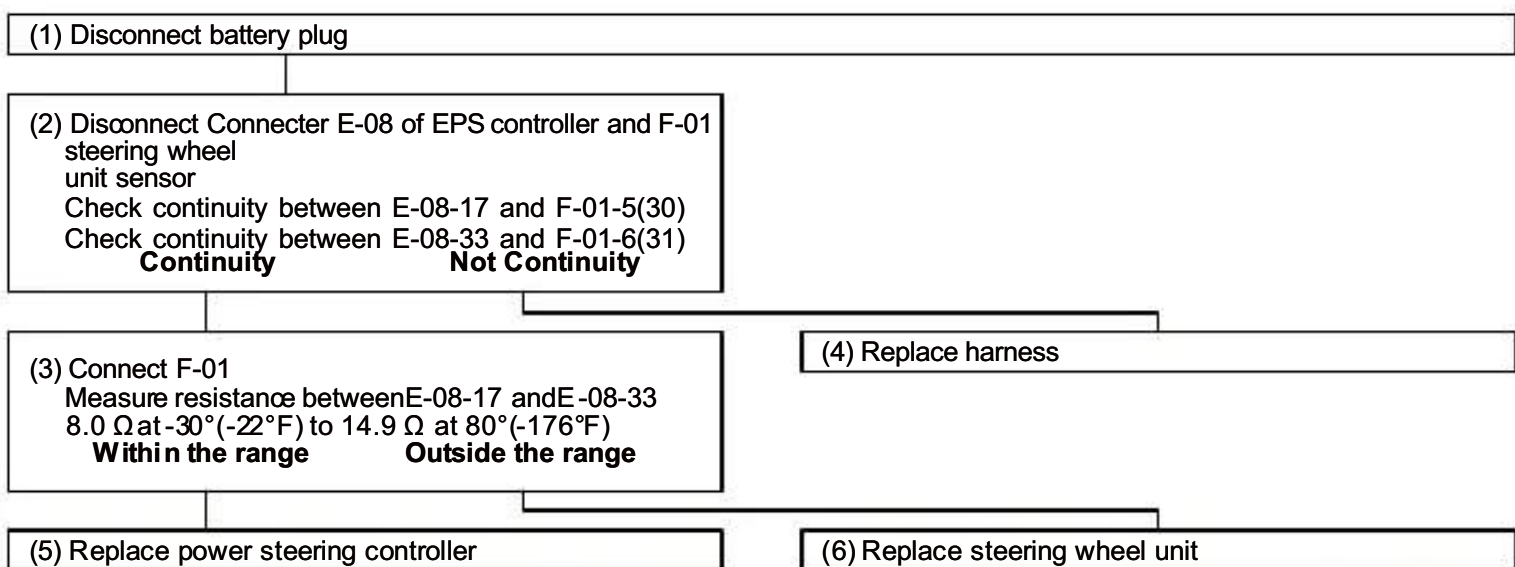 (1) Disconnect battery plug
(2) Disconnect Connecter E-08 of EPS controller and F-01
steering wheel
unit sensor
Check continuity between E-08-17 and F-01-5(30)
Check continuity between E-08-33 and F-01-6(31)
Continuity Not Continuity
(3) Connect F-01
Measure resistance betweenE-08-17 andE-08-33
8.0 Ω at -30°(-22°F) to 14.9 Ω at 80°(-176°F)
Within the range Outside the range
(4) Replace harness
(5) Replace power steering controller
(6) Replace steering wheel unit